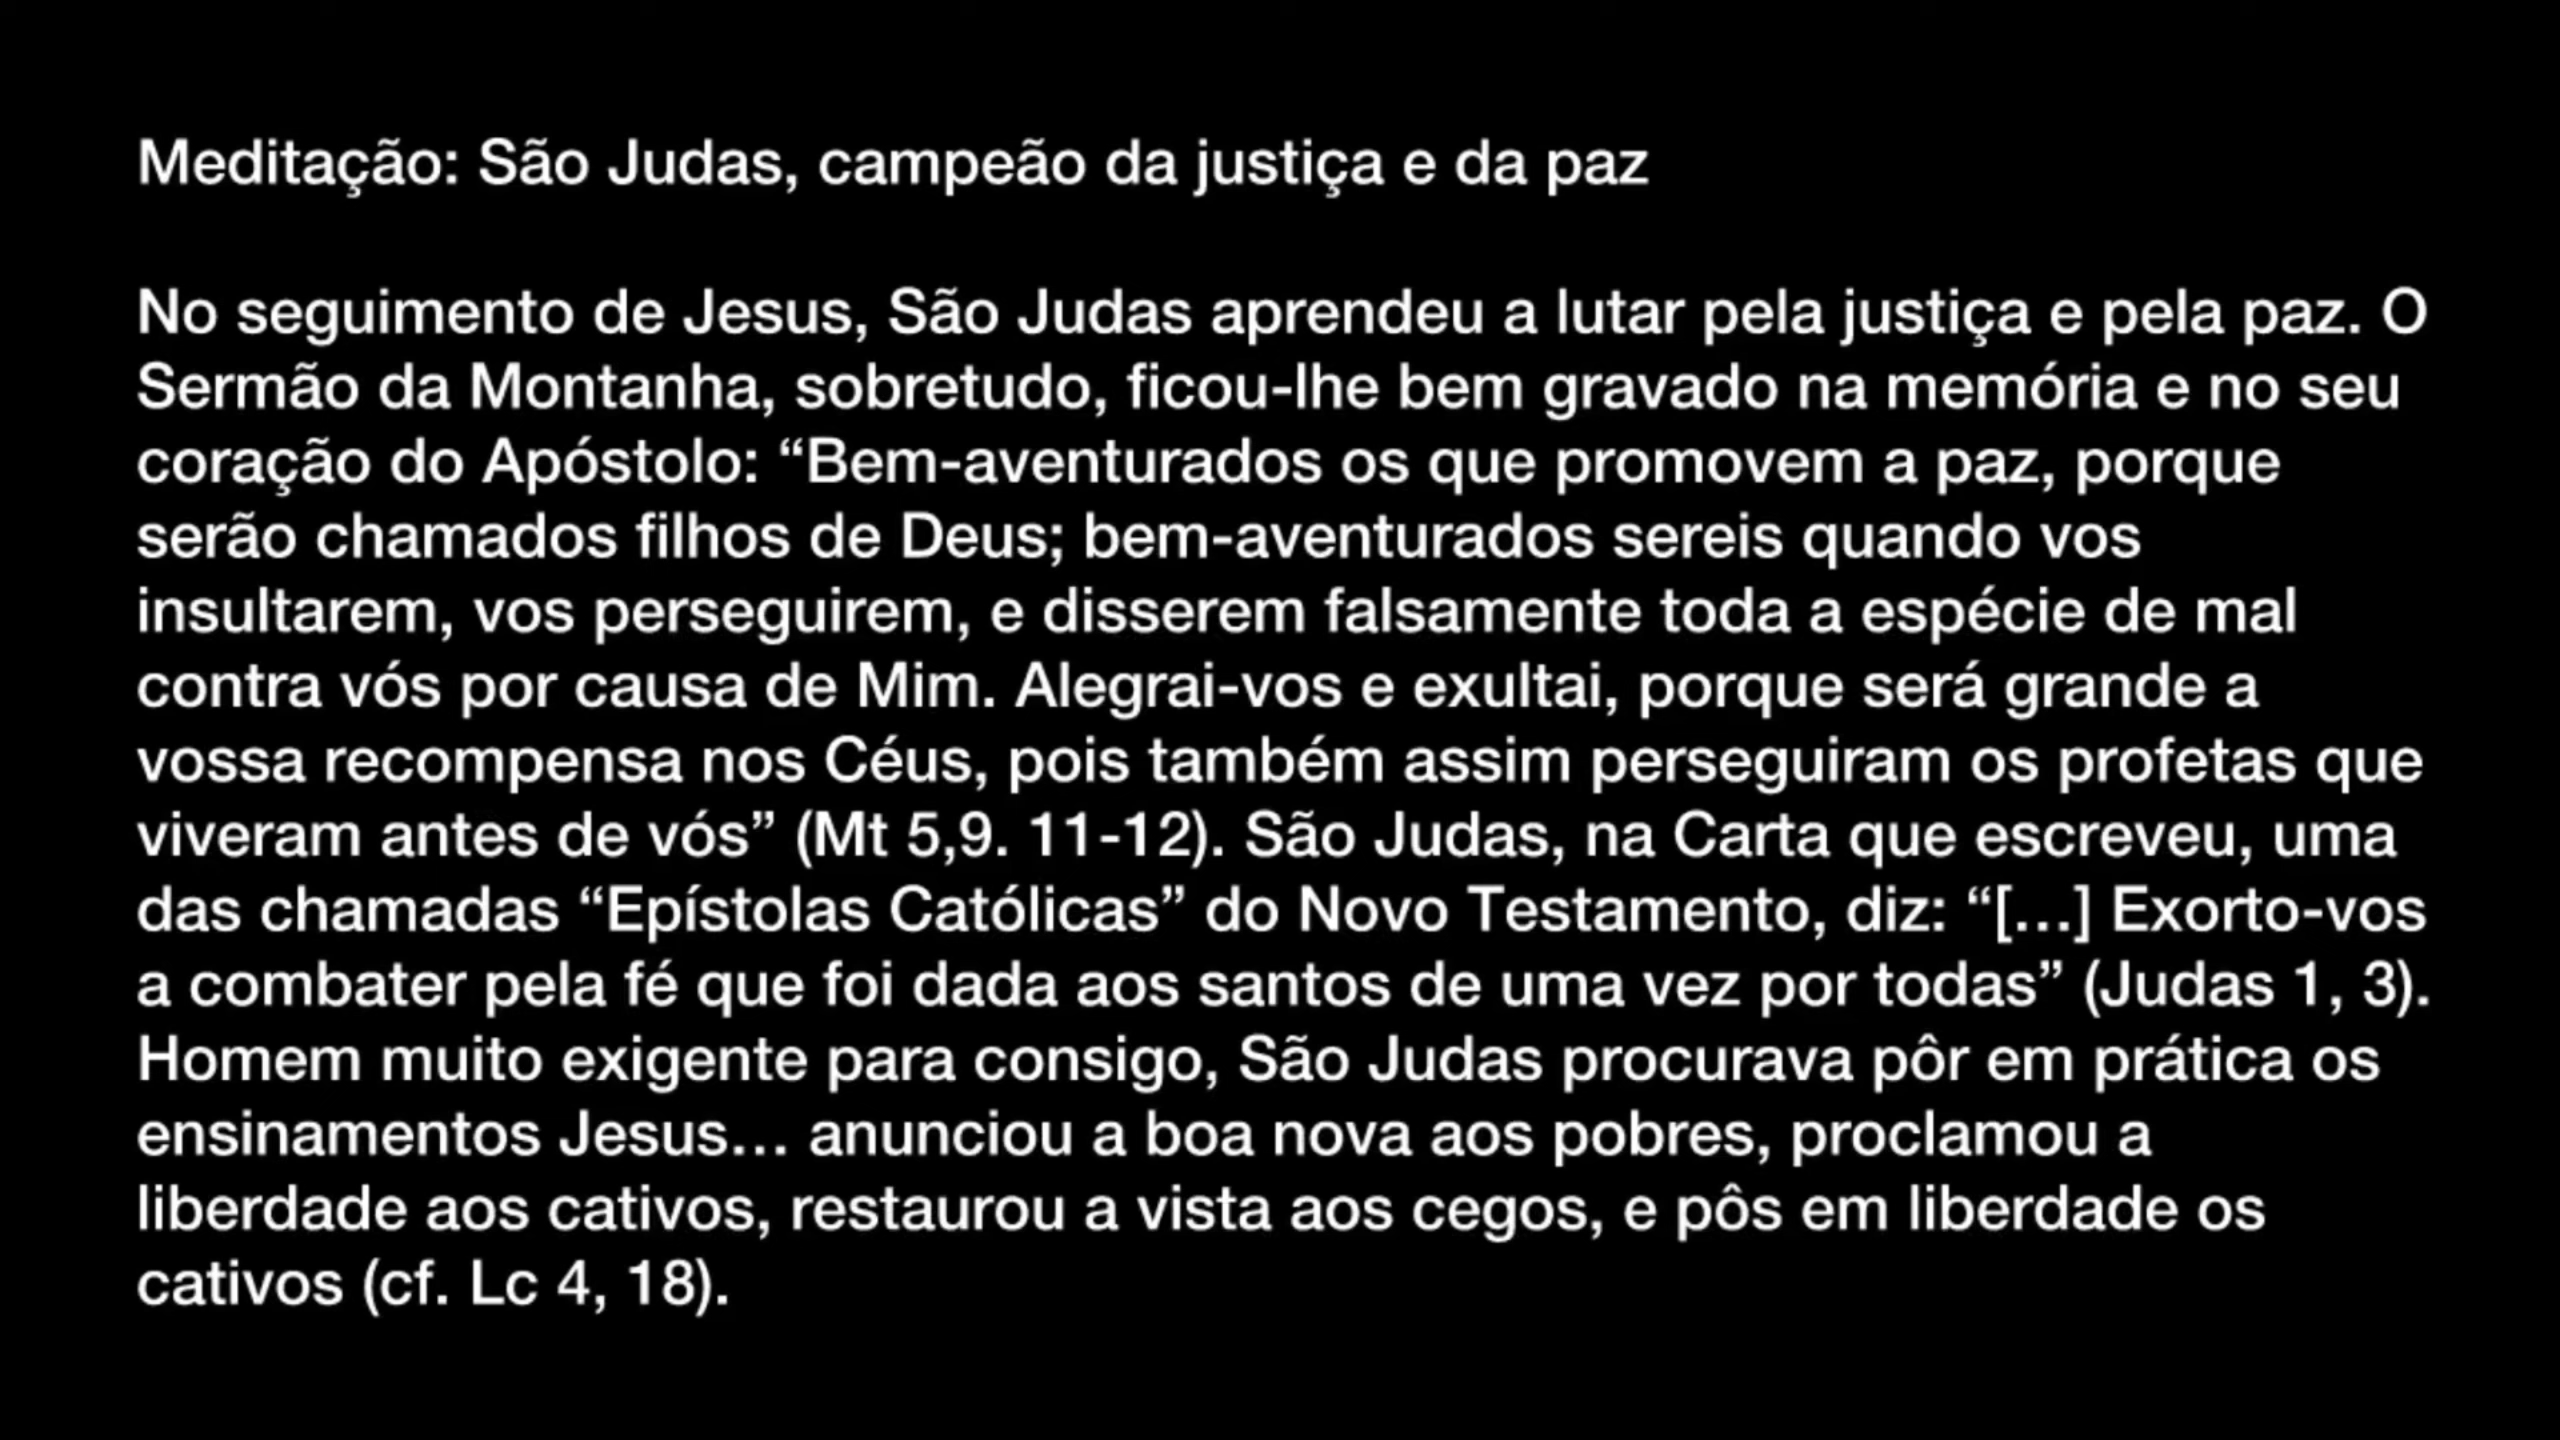 Meditação: São Judas, campeão da justiça e da paz
No seguimento de Jesus, São Judas aprendeu a lutar pela justiça e pela paz. O
Sermão da Montanha, sobretudo, ficou-lhe bem gravado na memória e no seu
coração do Apóstolo: “Bem-aventurados os que promovem a paz, porque
serão chamados filhos de Deus; bem-aventurados sereis quando vos
insultarem, vos perseguirem, e disserem falsamente toda a espécie de mal
contra vós por causa de Mim. Alegrai-vos e exultai, porque será grande a
vossa recompensa nos Céus, pois também assim perseguiram os profetas que
viveram antes de vós” (Mt 5,9. 11-12). São Judas, na Carta que escreveu, uma
das chamadas “Epístolas Católicas” do Novo Testamento, diz: “[…] Exorto-vos
a combater pela fé que foi dada aos santos de uma vez por todas” (Judas 1, 3).
Homem muito exigente para consigo, São Judas procurava pôr em prática os
ensinamentos Jesus… anunciou a boa nova aos pobres, proclamou a
liberdade aos cativos, restaurou a vista aos cegos, e pôs em liberdade os
cativos (cf. Lc 4, 18).